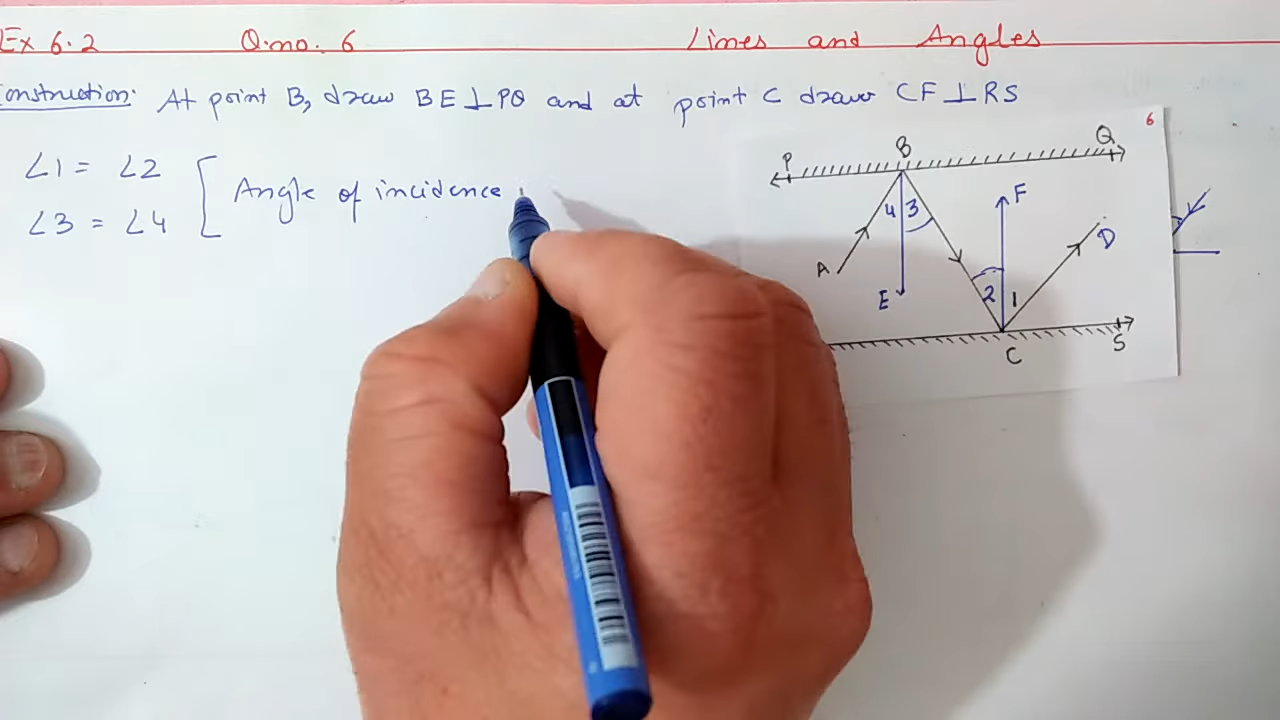 Ex 6.2 Q.no. 6 Lines and Angles
onstruction: At point B, draw BE⊥PQ and at point C draw CF⊥RS
∠1 = ∠2
Angle of incidence
∠3 = ∠4
6
P B Q
4 3 F
A D
E 2 1
C S